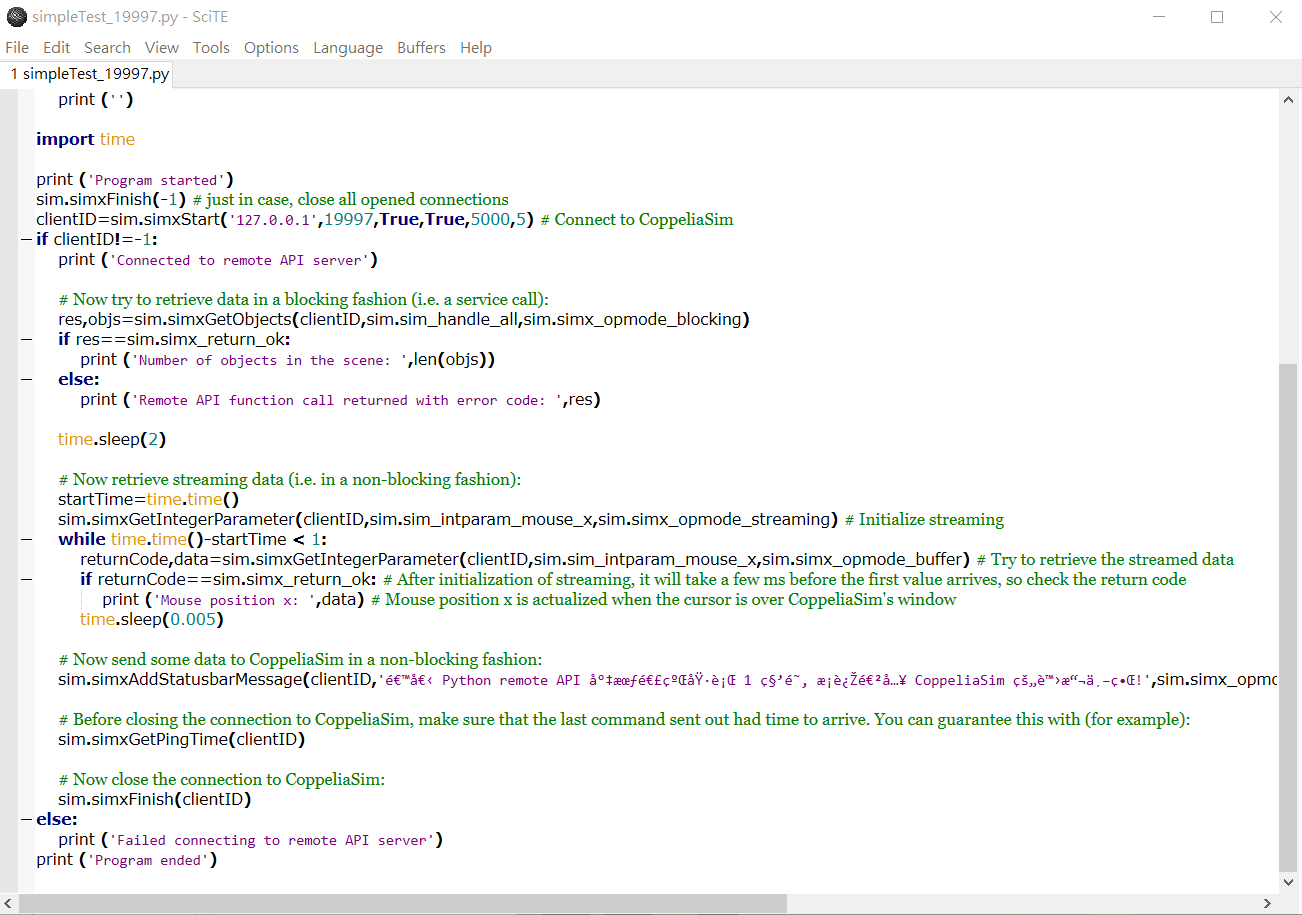 simpleTest_19997.py - SciTE
File Edit Search View Tools Options Language Buffers Help
1 simpleTest_19997.py
print ('')
import time
print ('Program started')
sim.simxFinish(-1) # just in case, close all opened connections
clientID=sim.simxStart('127.0.0.1',19997,True,True,5000,5) # Connect to CoppeliaSim
if clientID!=-1:
print ('Connected to remote API server')
# Now try to retrieve data in a blocking fashion (i.e. a service call):
res,objs=sim.simxGetObjects(clientID,sim.sim_handle_all,sim.simx_opmode_blocking)
if res==sim.simx_return_ok:
print ('Number of objects in the scene: ',len(objs))
else:
print ('Remote API function call returned with error code: ',res)
time.sleep(2)
# Now retrieve streaming data (i.e. in a non-blocking fashion):
startTime=time.time()
sim.simxGetIntegerParameter(clientID,sim.sim_intparam_mouse_x,sim.simx_opmode_streaming) # Initialize streaming
while time.time()-startTime < 1:
returnCode,data=sim.simxGetIntegerParameter(clientID,sim.sim_intparam_mouse_x,sim.simx_opmode_buffer) # Try to retrieve the streamed data
if returnCode==sim.simx_return_ok: # After initialization of streaming, it will take a few ms before the first value arrives, so check the return code
print ('Mouse position x: ',data) # Mouse position x is actualized when the cursor is over CoppeliaSim's window
time.sleep(0.005)
# Now send some data to CoppeliaSim in a non-blocking fashion:
sim.simxAddStatusbarMessage(clientID,' Python remote API 1 CoppeliaSim !',sim.simx_opmo
# Before closing the connection to CoppeliaSim, make sure that the last command sent out had time to arrive. You can guarantee this with (for example):
sim.simxGetPingTime(clientID)
# Now close the connection to CoppeliaSim:
sim.simxFinish(clientID)
else:
print ('Failed connecting to remote API server')
print ('Program ended')